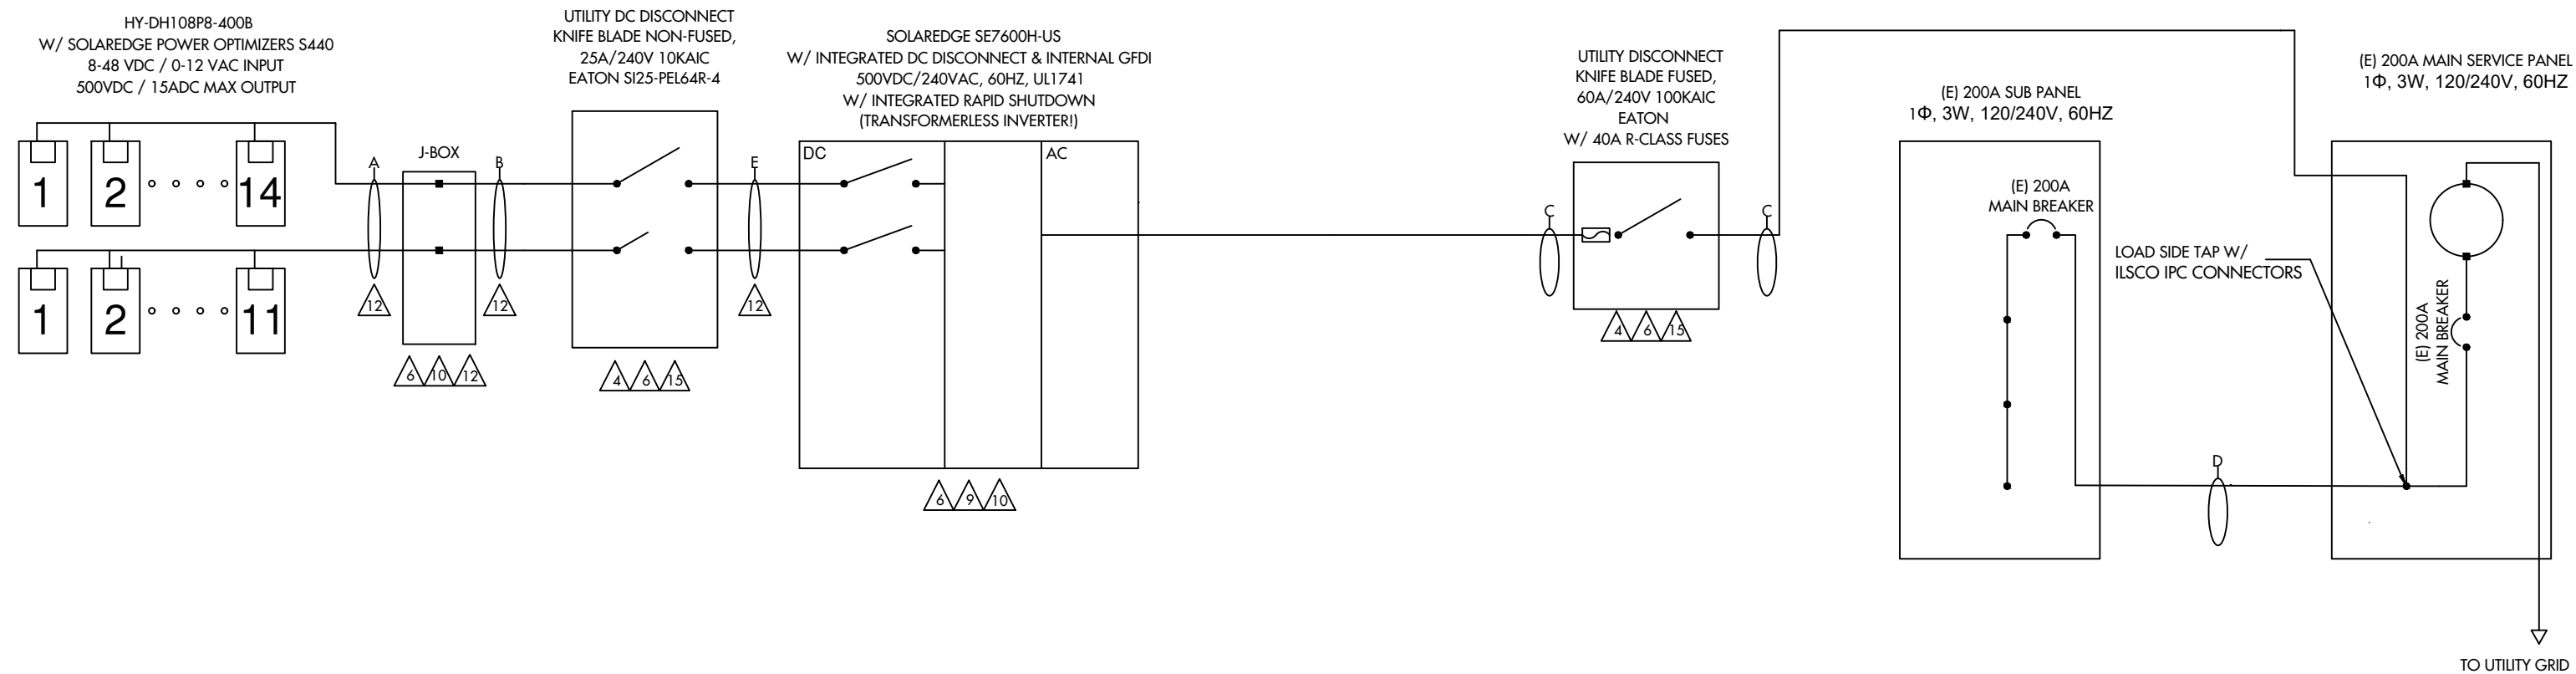 HY-DH108P8-400B
W/ SOLAREDGE POWER OPTIMIZERS S440
8-48 VDC / 0-12 VAC INPUT
500VDC / 15ADC MAX OUTPUT
1
2
14
1
2
11
A
12
J-BOX
6
10
12
B
12
UTILITY DC DISCONNECT
KNIFE BLADE NON-FUSED,
25A/240V 10KAIC
EATON SI25-PEL64R-4
4
6
15
E
12
SOLAREDGE SE7600H-US
W/ INTEGRATED DC DISCONNECT & INTERNAL GFDI
500VDC/240VAC, 60HZ, UL1741
W/ INTEGRATED RAPID SHUTDOWN
(TRANSFORMERLESS INVERTER!)
DC
AC
6
9
10
C
UTILITY DISCONNECT
KNIFE BLADE FUSED,
60A/240V 100KAIC
EATON
W/ 40A R-CLASS FUSES
4
6
15
C
(E) 200A SUB PANEL
1Φ, 3W, 120/240V, 60HZ
(E) 200A
MAIN BREAKER
LOAD SIDE TAP W/
ILSCO IPC CONNECTORS
D
(E) 200A MAIN SERVICE PANEL
1Φ, 3W, 120/240V, 60HZ
(E) 200A
MAIN BREAKER
TO UTILITY GRID